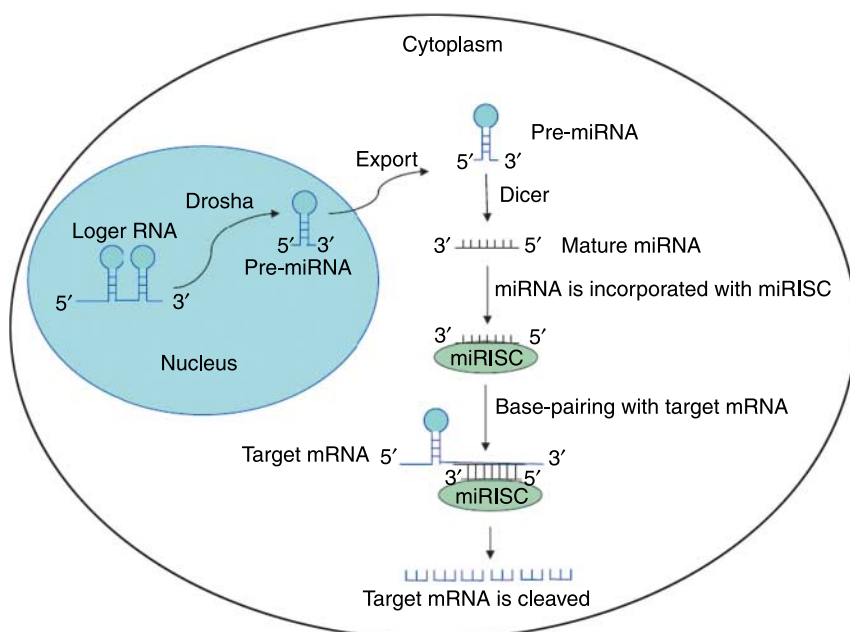 Cytoplasm
Pre-miRNA
5′ 3′
Export
Dicer
Drosha
Loger RNA
5′ 3′
Pre-miRNA
5′ 3′
Nucleus
3′ 5′
Mature miRNA
miRNA is incorporated with miRISC
3′ 5′
miRISC
Base-pairing with target mRNA
Target mRNA 5′ 3′
3′ 5′
miRISC
Target mRNA is cleaved